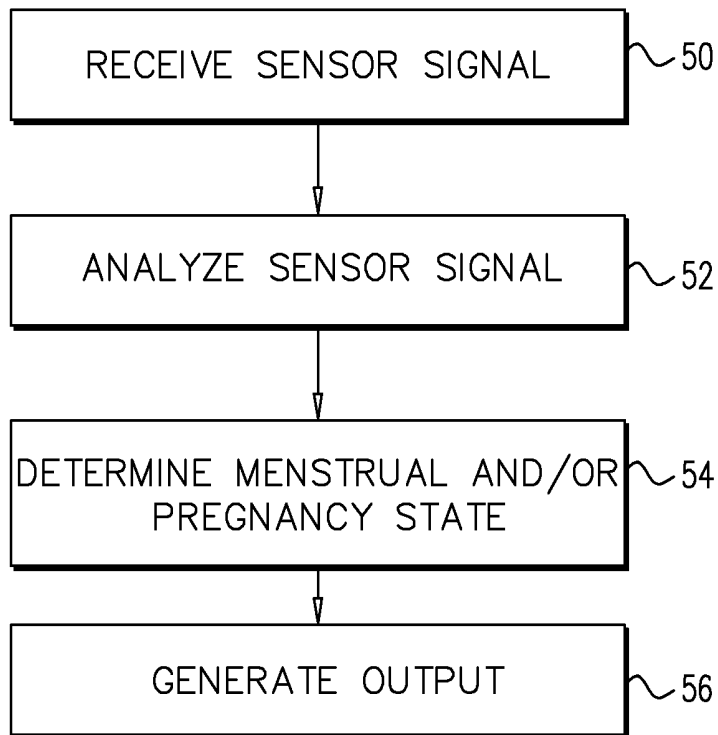 RECEIVE SENSOR SIGNAL
50
ANALYZE SENSOR SIGNAL
52
DETERMINE MENSTRUAL AND/OR
PREGNANCY STATE
54
GENERATE OUTPUT
56